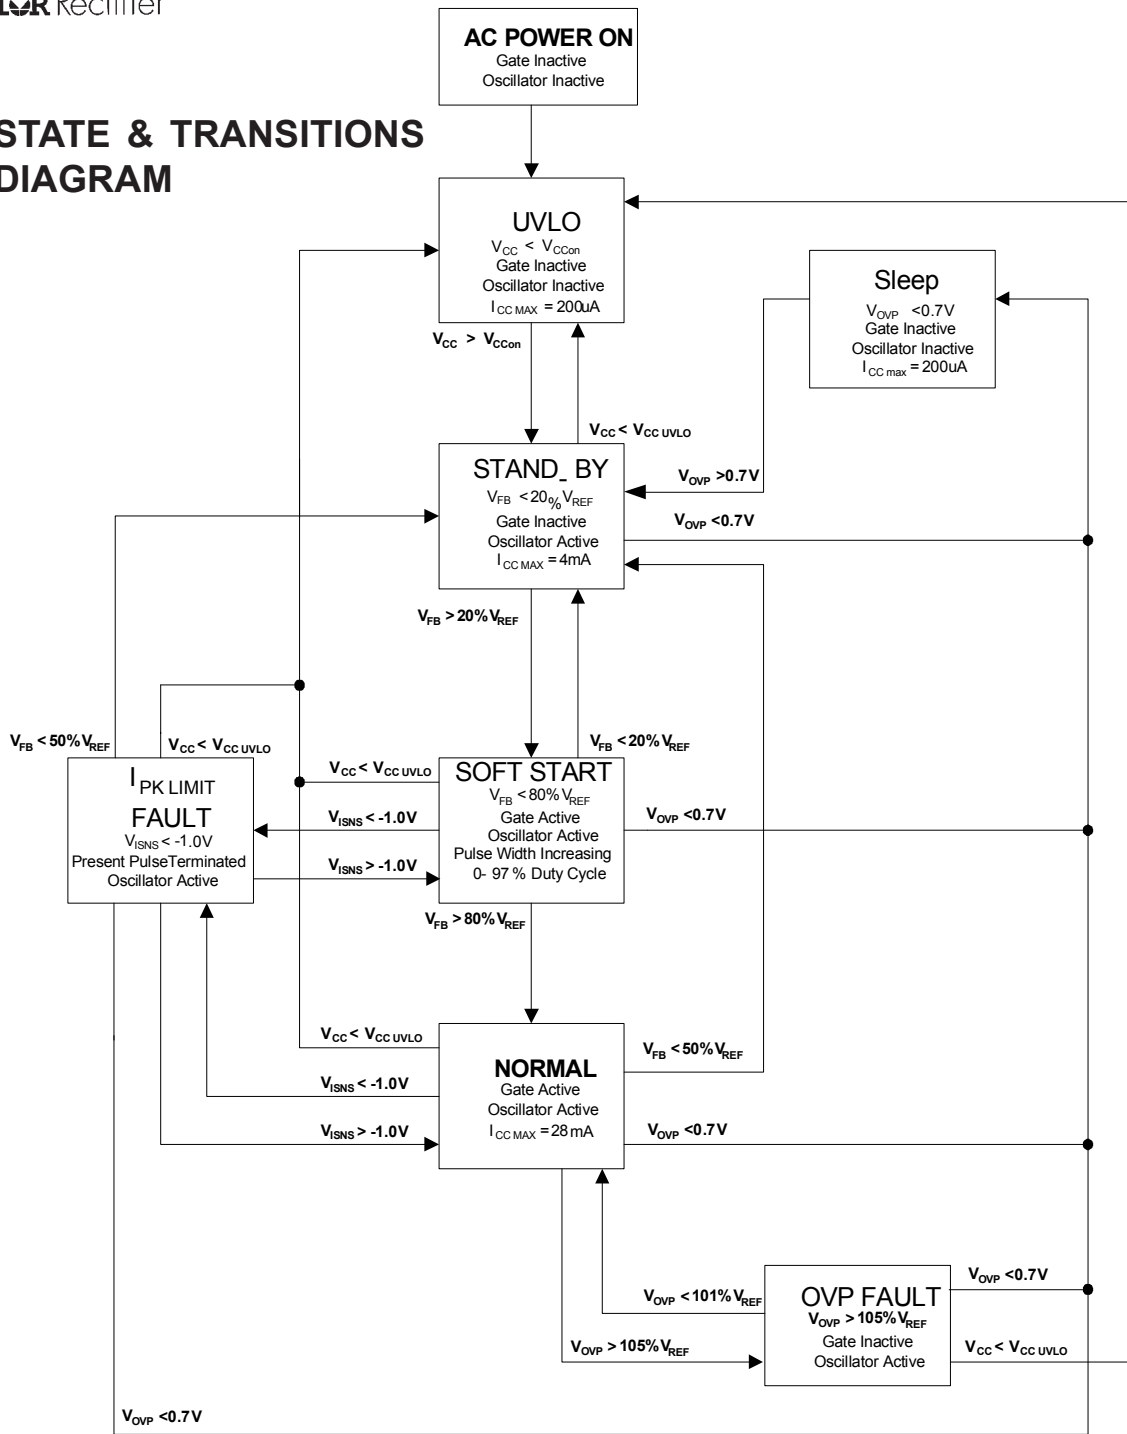 IOR Rectifier
STATE & TRANSITIONS
DIAGRAM
AC POWER ON
Gate Inactive
Oscillator Inactive
UVLO
VCC < VCCon
Gate Inactive
Oscillator Inactive
ICC MAX = 200uA
VCC > VCCon
Sleep
VOVP <0.7V
Gate Inactive
Oscillator Inactive
ICC max = 200uA
VCC < VCC UVLO
STAND_ BY
VFB <20% VREF
Gate Inactive
Oscillator Active
ICC MAX = 4mA
VOVP >0.7V
VOVP <0.7V
VFB > 20% VREF
VFB < 20% VREF
VFB < 50% VREF
VCC < VCC UVLO
IPK LIMIT
FAULT
VISNS < -1.0V
Present PulseTerminated
Oscillator Active
VCC < VCC UVLO
VISNS < -1.0V
VISNS > -1.0V
SOFT START
VFB < 80% VREF
Gate Active
Oscillator Active
Pulse Width Increasing
0- 97 % Duty Cycle
VOVP <0.7V
VFB > 80% VREF
VCC < VCC UVLO
VISNS < -1.0V
VISNS > -1.0V
NORMAL
Gate Active
Oscillator Active
ICC MAX = 28 mA
VFB < 50% VREF
VOVP <0.7V
VOVP < 101% VREF
VOVP > 105% VREF
OVP FAULT
VOVP > 105% VREF
Gate Inactive
Oscillator Active
VOVP <0.7V
VCC < VCC UVLO
VOVP <0.7V